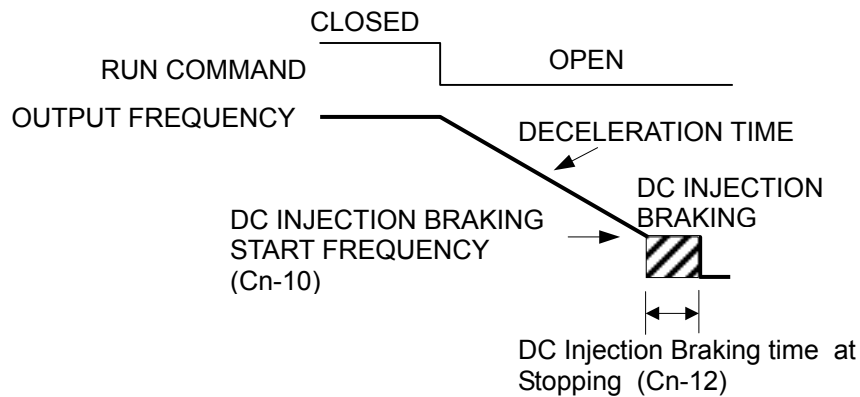 CLOSED
RUN COMMAND
OPEN
OUTPUT FREQUENCY
DECELERATION TIME
DC INJECTION
BRAKING
DC INJECTION BRAKING
START FREQUENCY
(Cn-10)
DC Injection Braking time at
Stopping (Cn-12)